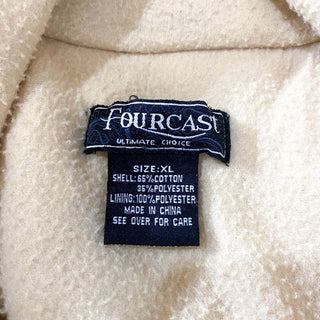 FOURCAST
ULTIMATE CHOICE
SIZE: XL
SHELL: 65%COTTON
35%POLYESTER
LINING: 100%POLYESTER
MADE IN CHINA
SEE OVER FOR CARE